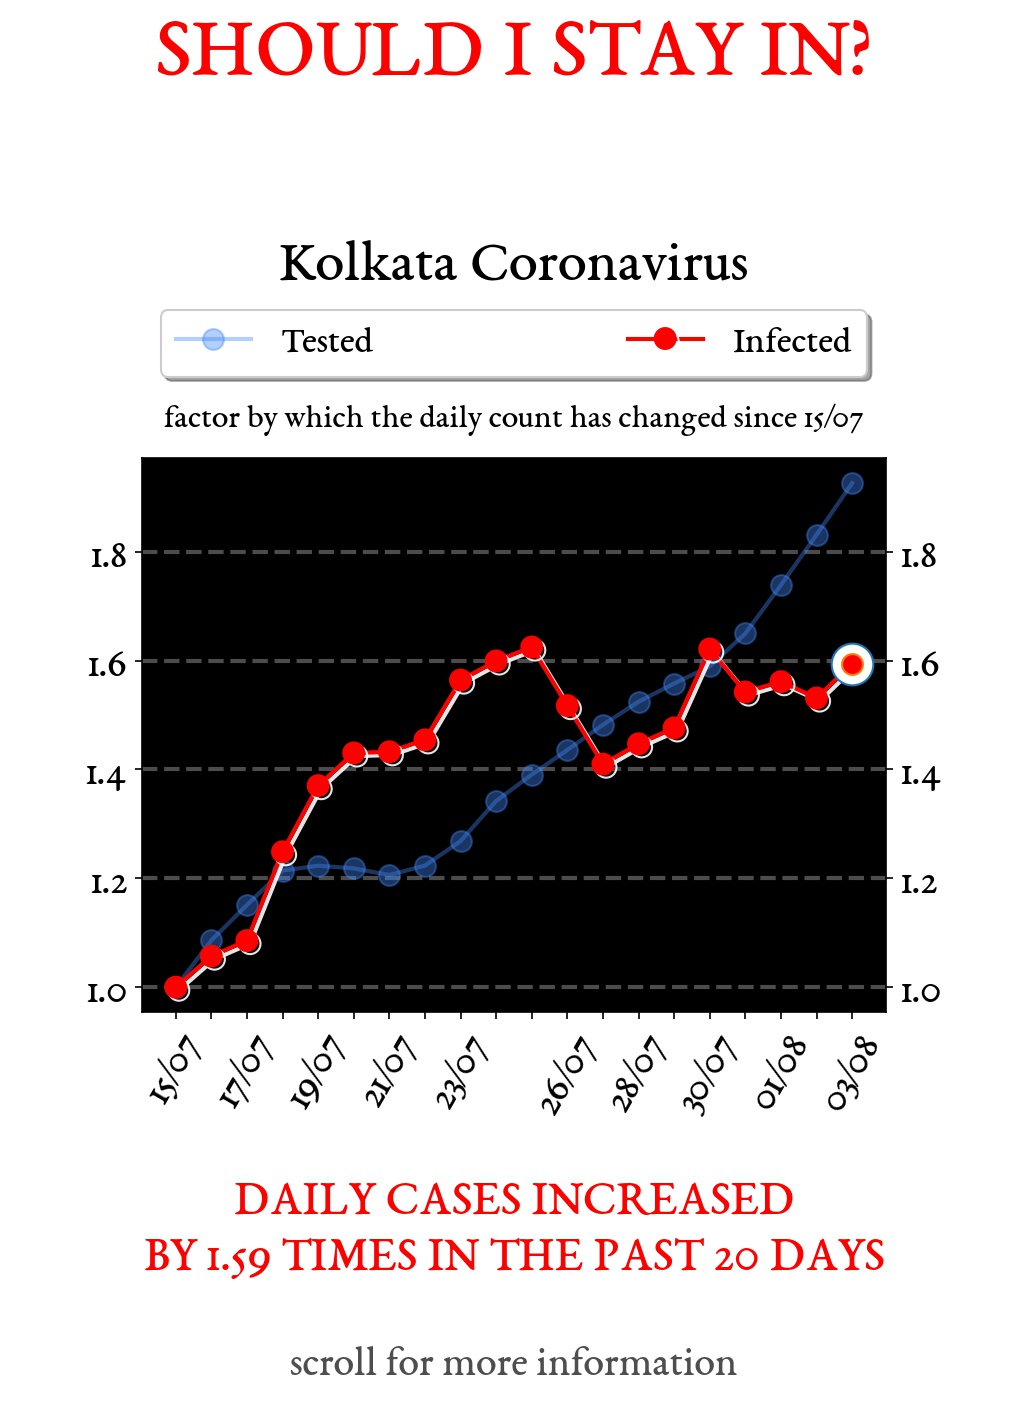 SHOULD I STAY IN?
Kolkata Coronavirus
Tested Infected
factor by which the daily count has changed since 15/07
1.8 1.8
1.6 1.6
1.4 1.4
1.2 1.2
1.0 1.0
15/07 17/07 19/07 21/07 23/07 26/07 28/07 30/07 01/08 03/08
DAILY CASES INCREASED
BY 1.59 TIMES IN THE PAST 20 DAYS
scroll for more information